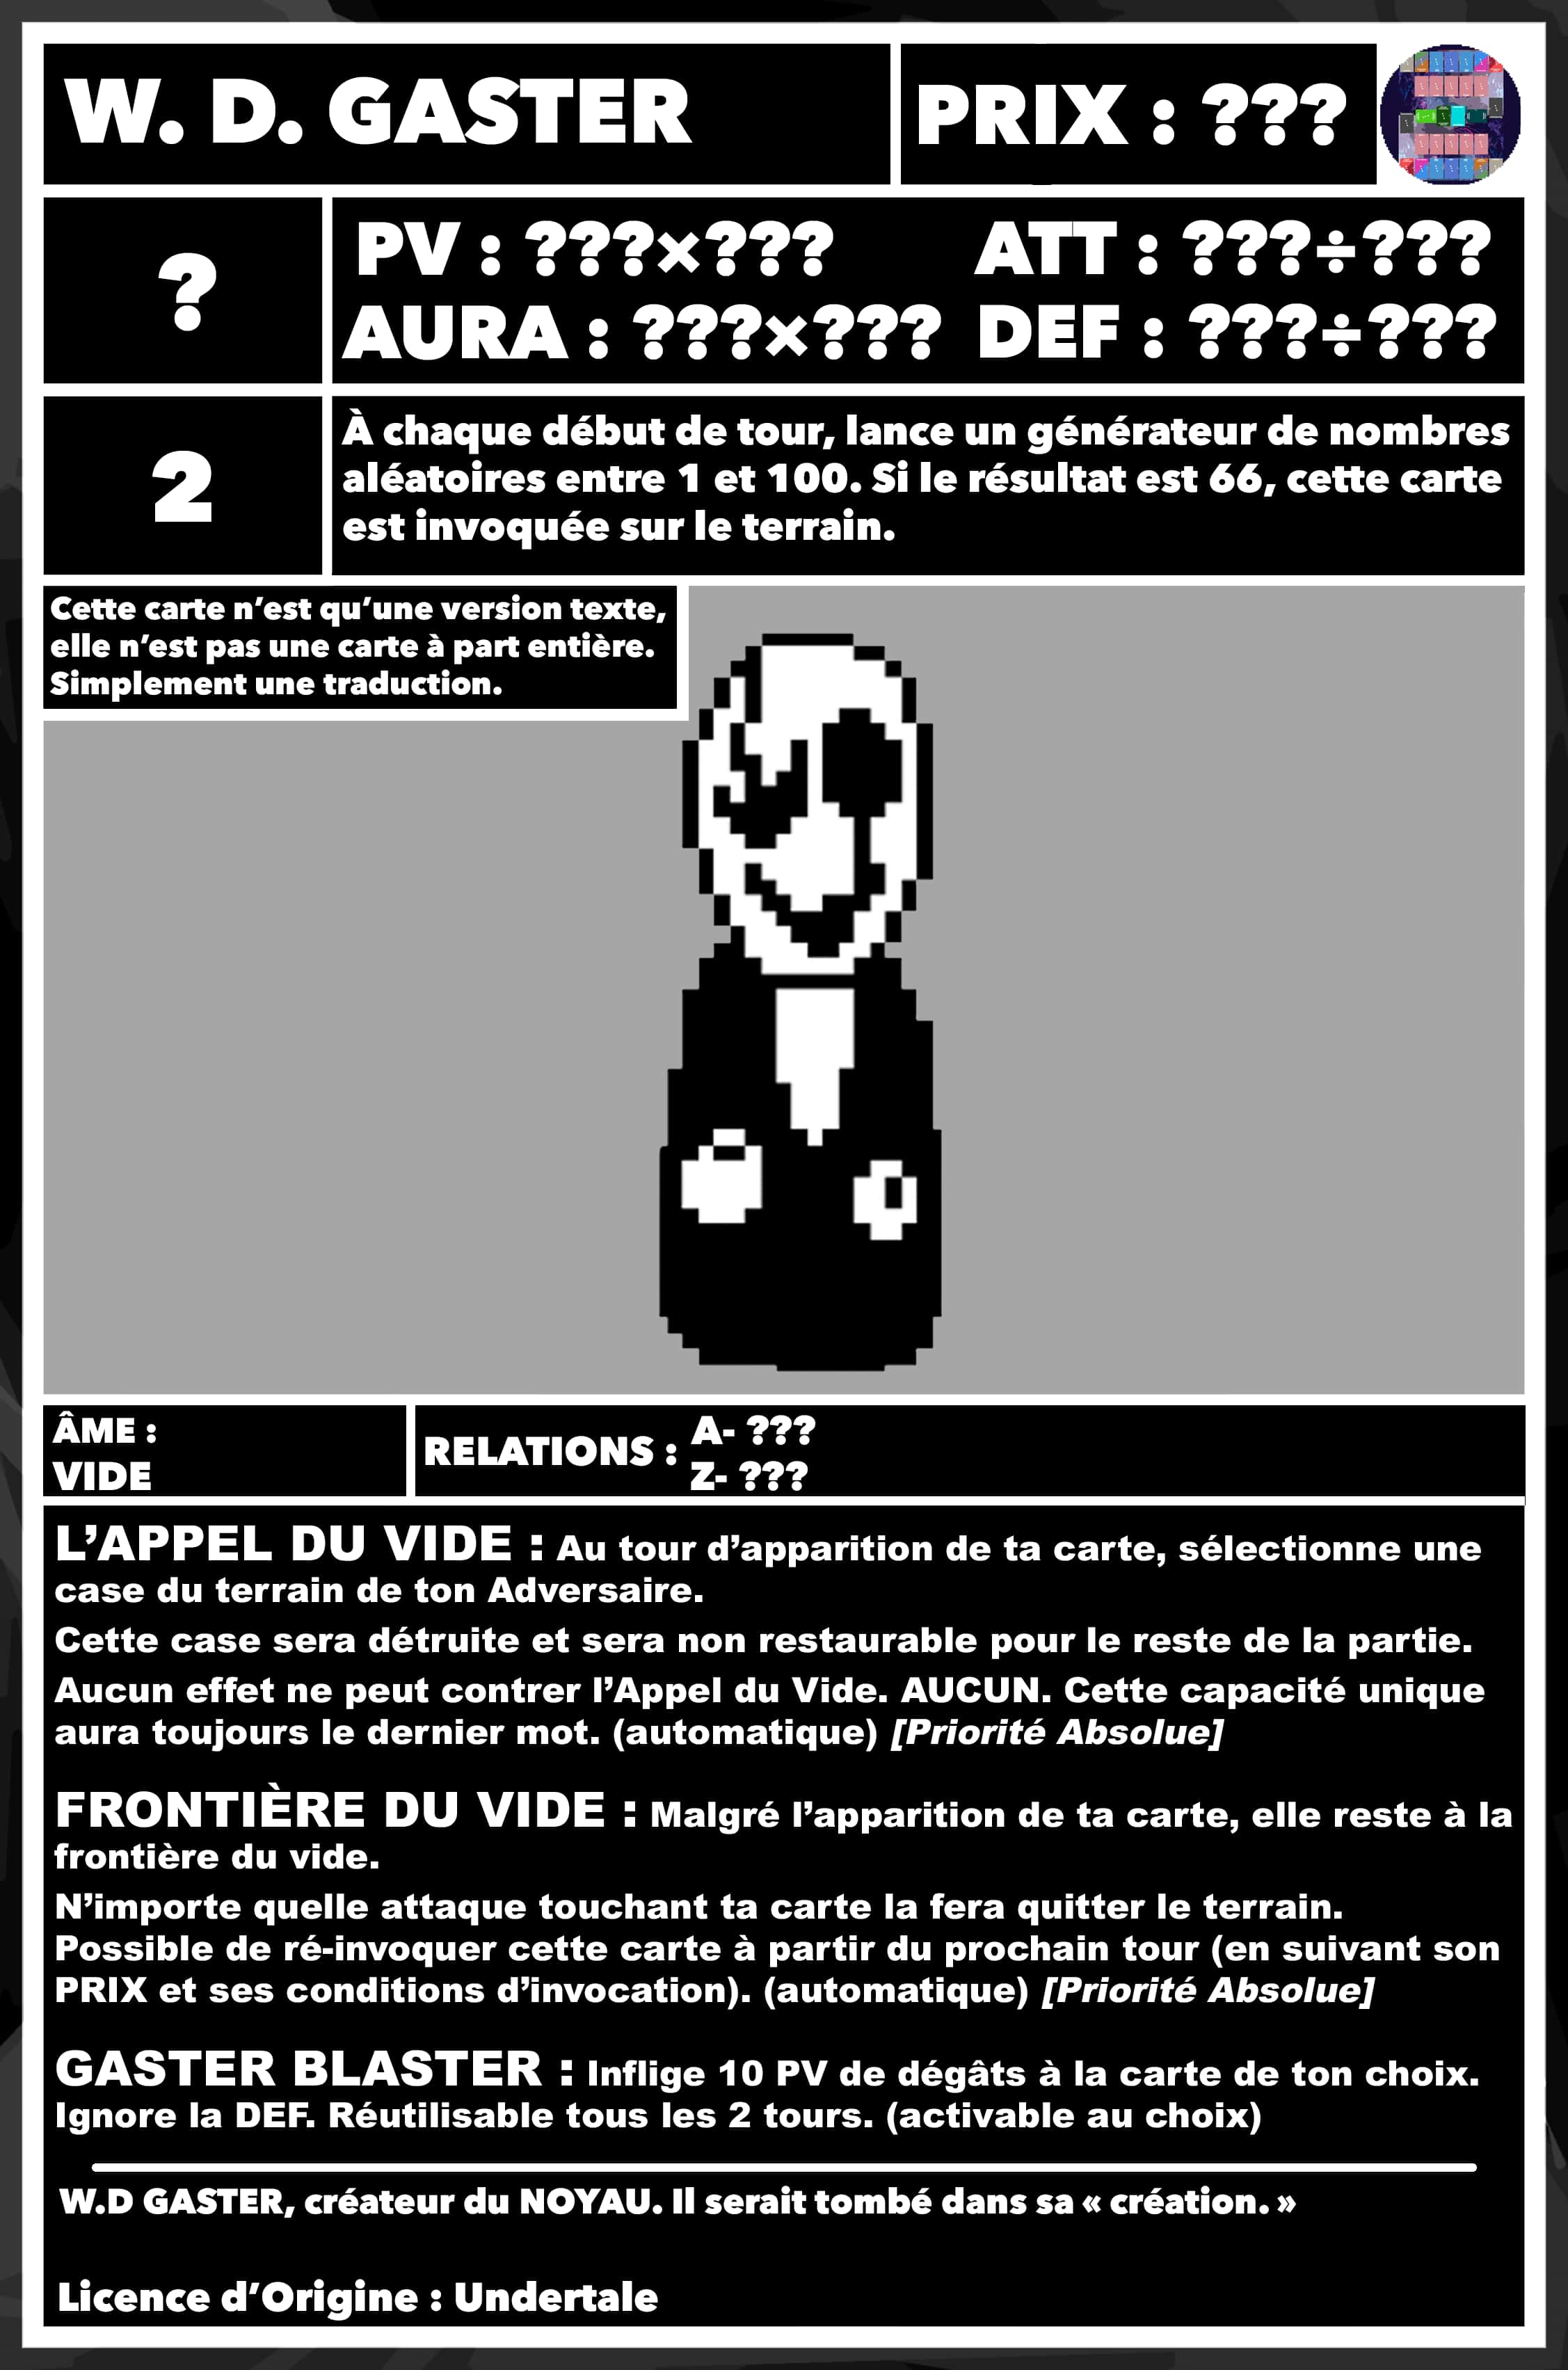 W. D. GASTER
PRIX : ???
?
PV : ???×???
ATT : ???÷???
AURA : ???×???
DEF : ???÷???
2
À chaque début de tour, lance un générateur de nombres
aléatoires entre 1 et 100. Si le résultat est 66, cette carte
est invoquée sur le terrain.
Cette carte n’est qu’une version texte,
elle n’est pas une carte à part entière.
Simplement une traduction.
ÂME :
VIDE
RELATIONS :
A- ???
Z- ???
L’APPEL DU VIDE : Au tour d’apparition de ta carte, sélectionne une
case du terrain de ton Adversaire.
Cette case sera détruite et sera non restaurable pour le reste de la partie.
Aucun effet ne peut contrer l’Appel du Vide. AUCUN. Cette capacité unique
aura toujours le dernier mot. (automatique) [Priorité Absolue]
FRONTIÈRE DU VIDE : Malgré l’apparition de ta carte, elle reste à la
frontière du vide.
N’importe quelle attaque touchant ta carte la fera quitter le terrain.
Possible de ré-invoquer cette carte à partir du prochain tour (en suivant son
PRIX et ses conditions d’invocation). (automatique) [Priorité Absolue]
GASTER BLASTER : Inflige 10 PV de dégâts à la carte de ton choix.
Ignore la DEF. Réutilisable tous les 2 tours. (activable au choix)
W.D GASTER, créateur du NOYAU. Il serait tombé dans sa « création. »
Licence d’Origine : Undertale